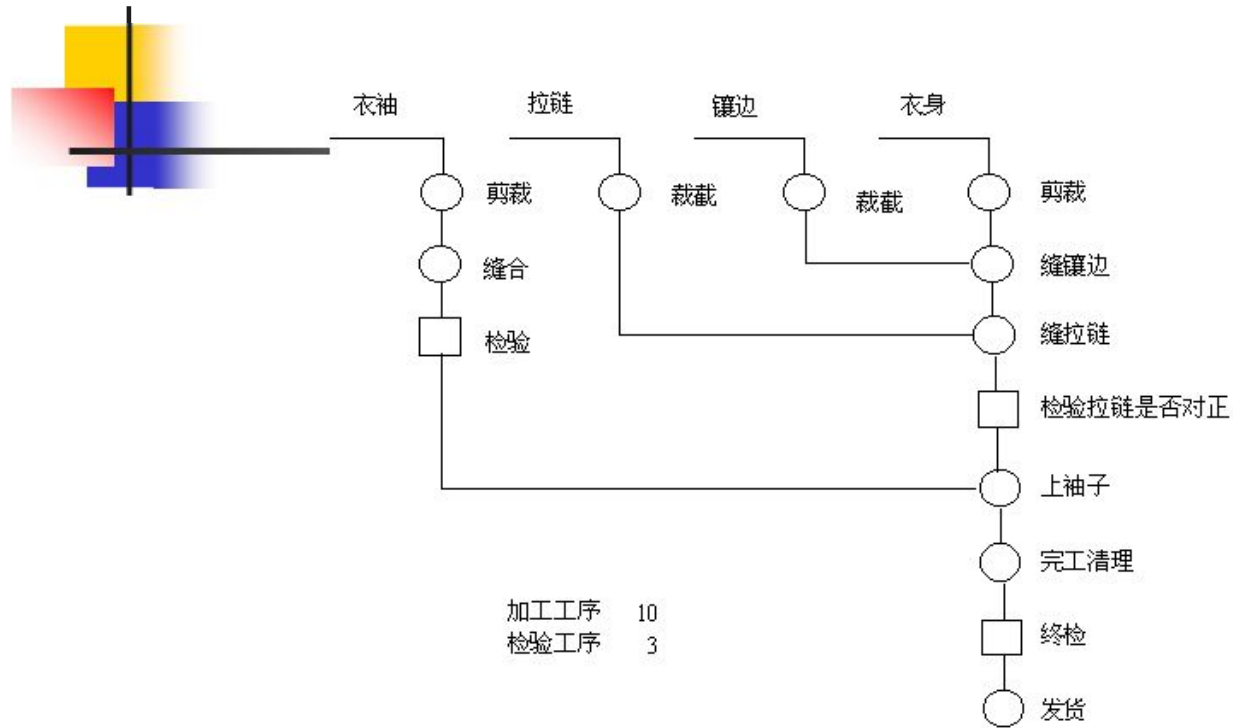 衣袖 拉链 镶边 衣身
剪裁 裁截 裁截 剪裁
缝合 缝镶边
检验 缝拉链
检验拉链是否对正
上袖子
完工清理
加工工序 10
检验工序 3
终检
发货